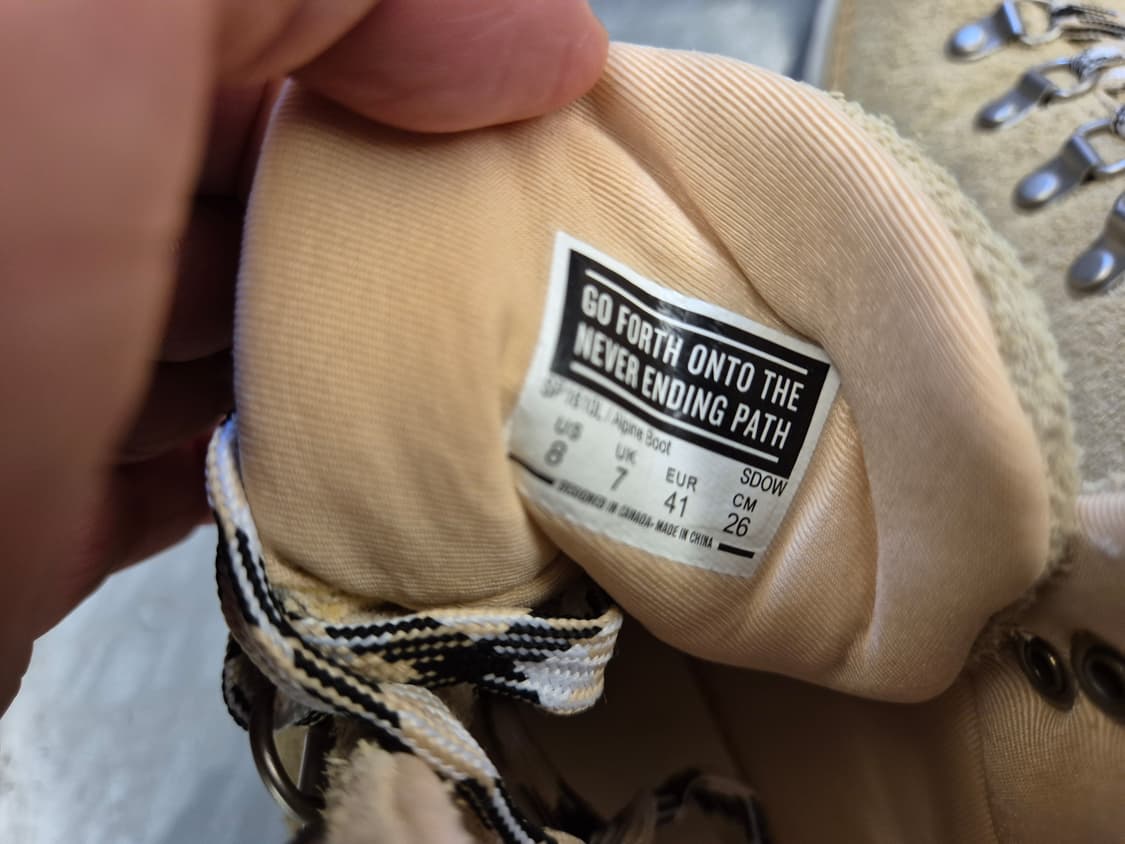 GO FORTH ONTO THE
NEVER ENDING PATH
/ Alpine Boot
SDOW
US UK EUR CM
8 7 41 26
DESIGNED IN CANADA • MADE IN CHINA